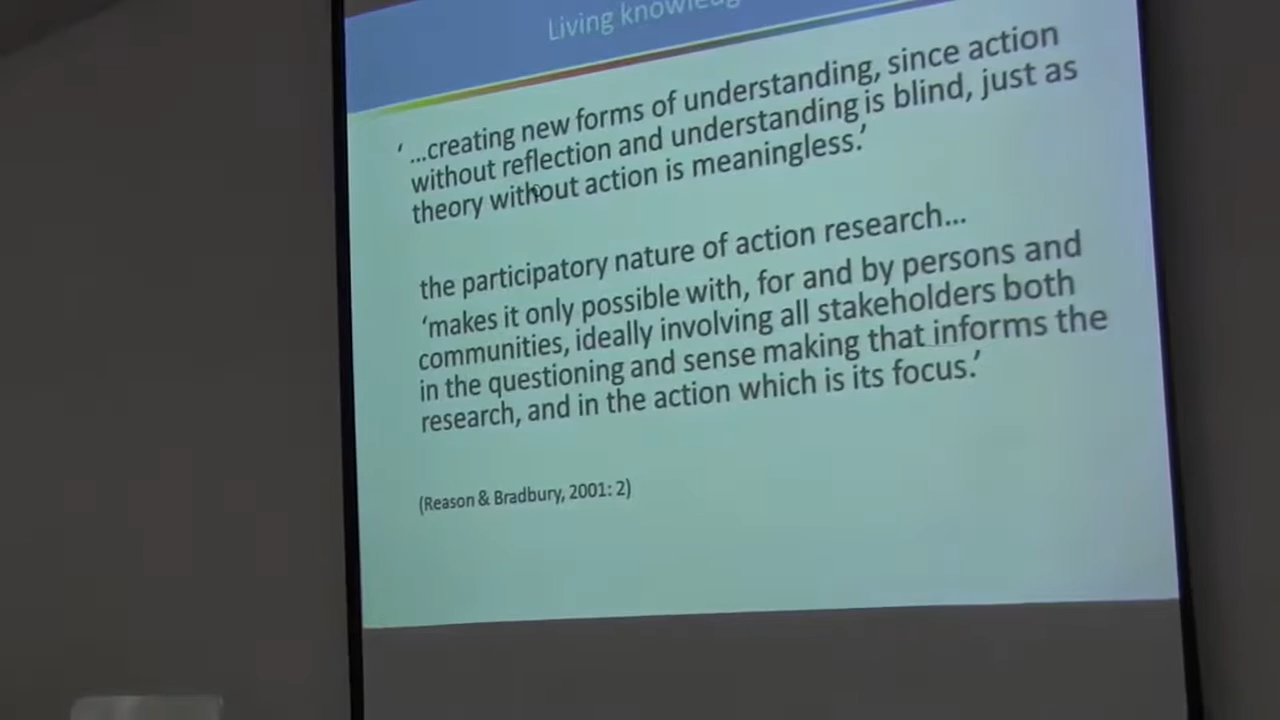 Living knowledg
‘ ...creating new forms of understanding, since action
without reflection and understanding is blind, just as
theory without action is meaningless.’
the participatory nature of action research...
‘makes it only possible with, for and by persons and
communities, ideally involving all stakeholders both
in the questioning and sense making that informs the
research, and in the action which is its focus.’
(Reason & Bradbury, 2001: 2)